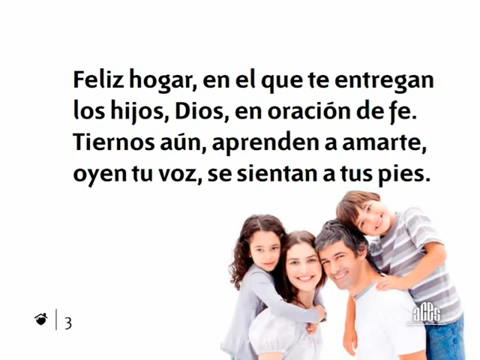 Feliz hogar, en el que te entregan
los hijos, Dios, en oración de fe.
Tiernos aún, aprenden a amarte,
oyen tu voz, se sientan a tus pies.
aces
3